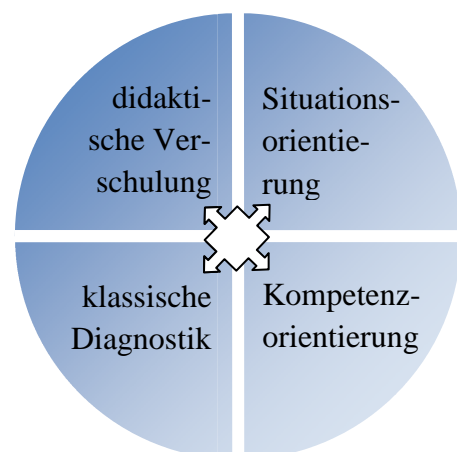 didakti-
sche Ver-
schulung
Situations-
orientie-
rung
klassische
Diagnostik
Kompetenz-
orientierung